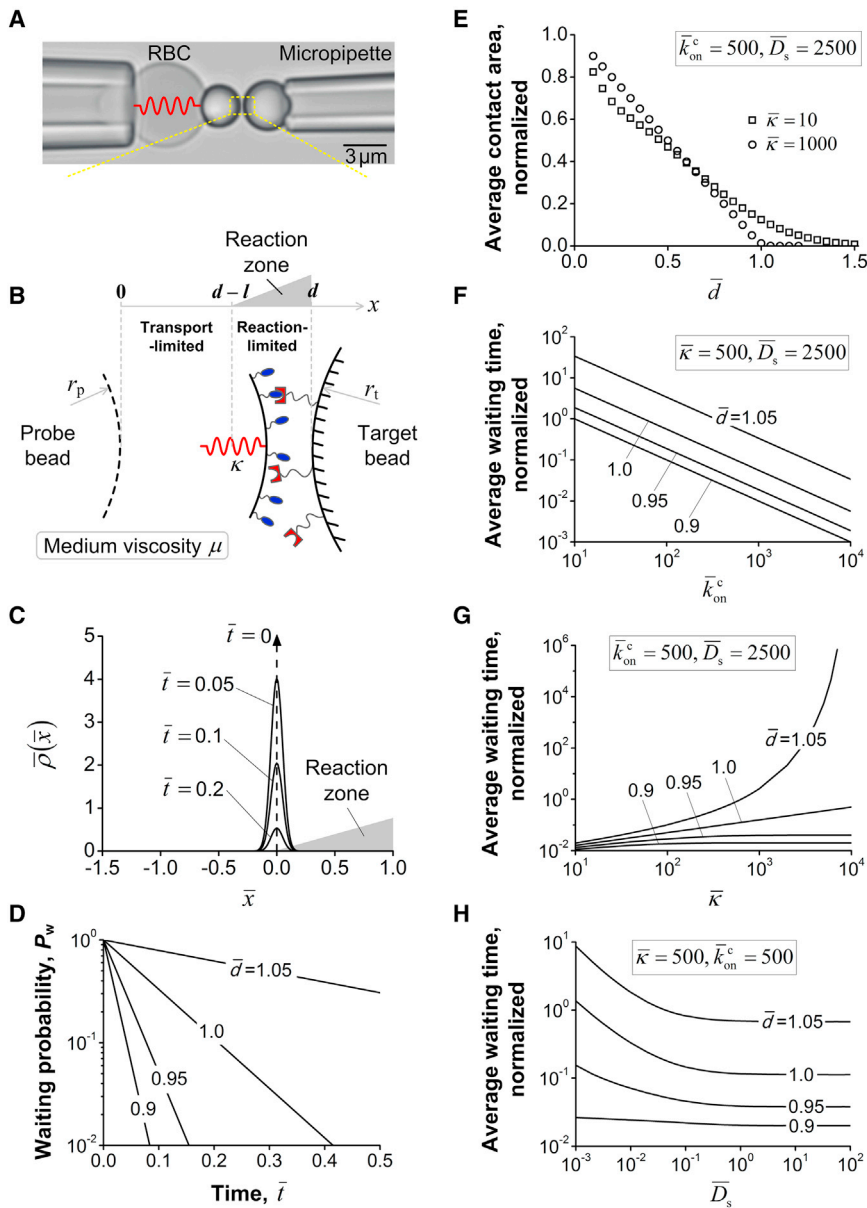 A
RBC
Micropipette
3 μm
B
Reaction
zone
0
d – l
d
x
Transport
-limited
Reaction-
limited
r_p
r_t
Probe
bead
κ
Target
bead
Medium viscosity μ
C
5
4
3
2
1
0
ρ̄(x̄)
t̄ = 0
t̄ = 0.05
t̄ = 0.1
t̄ = 0.2
Reaction
zone
-1.5
-1.0
-0.5
0.0
0.5
1.0
x̄
D
Waiting probability, P_w
10^0
10^-1
10^-2
d̄=1.05
1.0
0.95
0.9
0.0
0.1
0.2
0.3
0.4
0.5
Time, t̄
E
Average contact area,
normalized
1.0
0.8
0.6
0.4
0.2
0.0
k̄_on^c = 500, D̄_s = 2500
κ̄ = 10
κ̄ = 1000
0.0
0.5
1.0
1.5
d̄
F
Average waiting time,
normalized
10^2
10^1
10^0
10^-1
10^-2
10^-3
κ̄ = 500, D̄_s = 2500
d̄=1.05
1.0
0.95
0.9
10^1
10^2
10^3
10^4
k̄_on^c
G
Average waiting time,
normalized
10^6
10^4
10^2
10^0
10^-2
k̄_on^c = 500, D̄_s = 2500
d̄=1.05
1.0
0.95
0.9
10^1
10^2
10^3
10^4
κ̄
H
Average waiting time,
normalized
10^1
10^0
10^-1
10^-2
κ̄ = 500, k̄_on^c = 500
d̄=1.05
1.0
0.95
0.9
10^-3
10^-2
10^-1
10^0
10^1
10^2
D̄_s